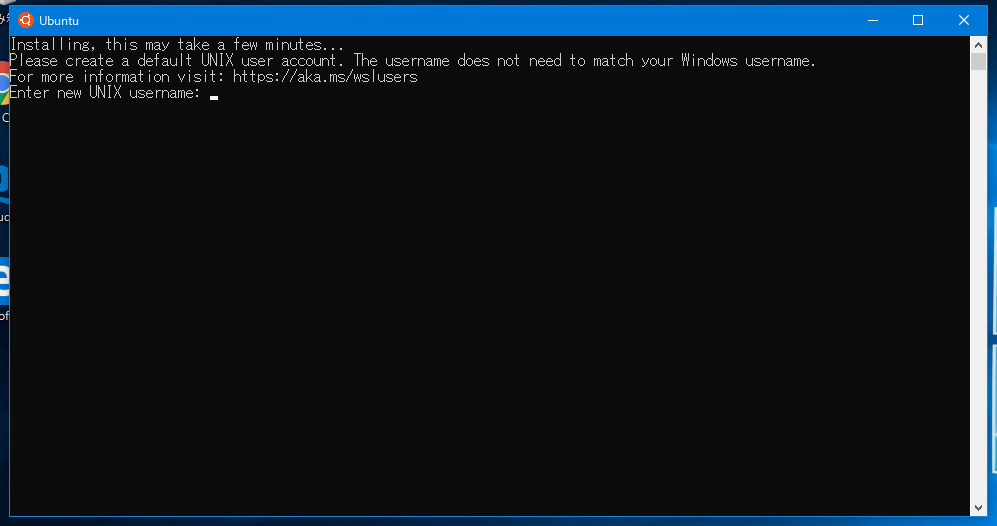 Ubuntu
Installing, this may take a few minutes...
Please create a default UNIX user account. The username does not need to match your Windows username.
For more information visit: https://aka.ms/wslusers
Enter new UNIX username: